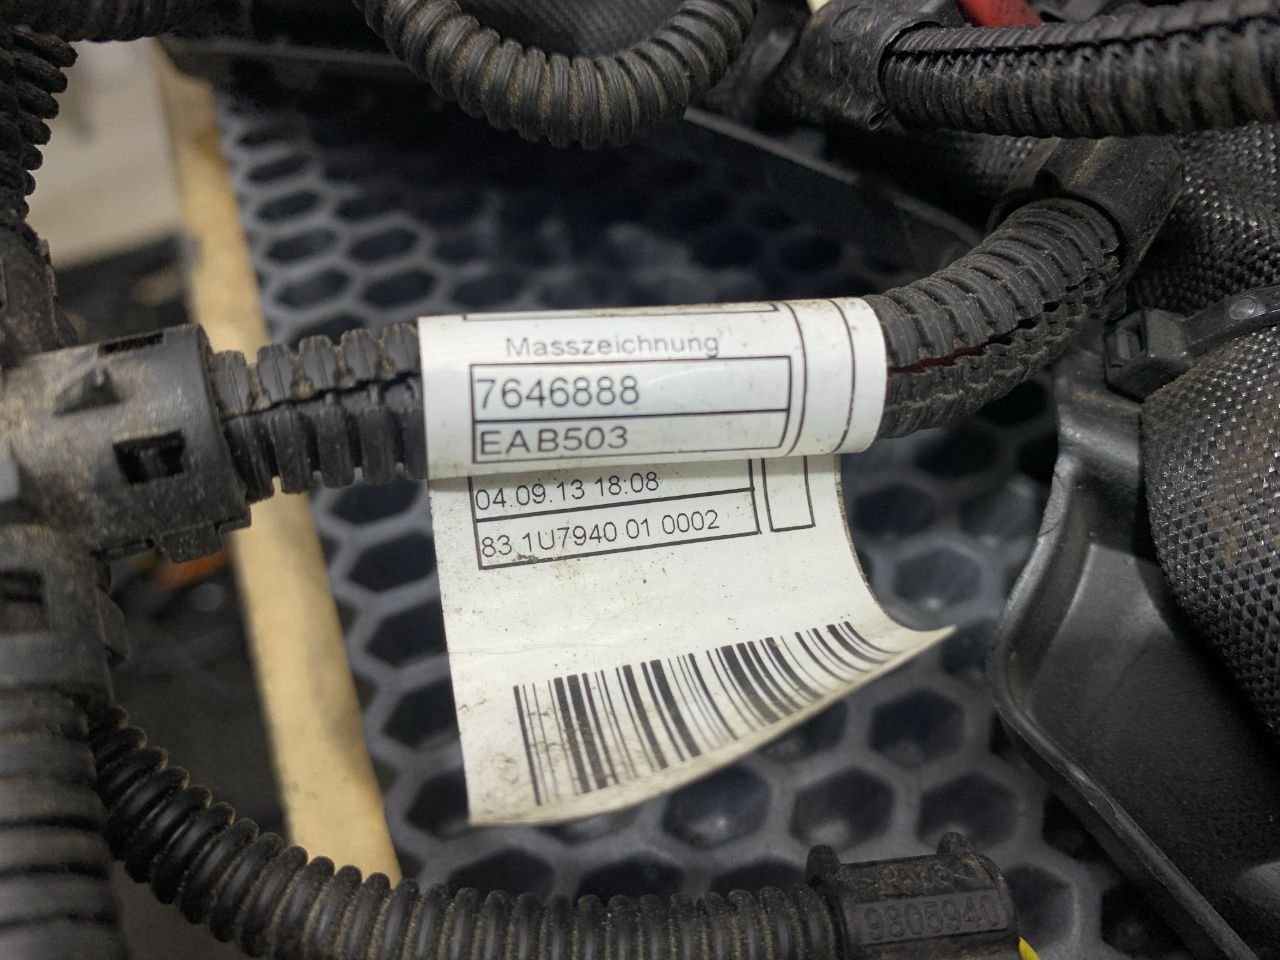 Masszeichnung
7646888
EAB503
04.09.13 18:08
83 1U7940 01 0002
9805940